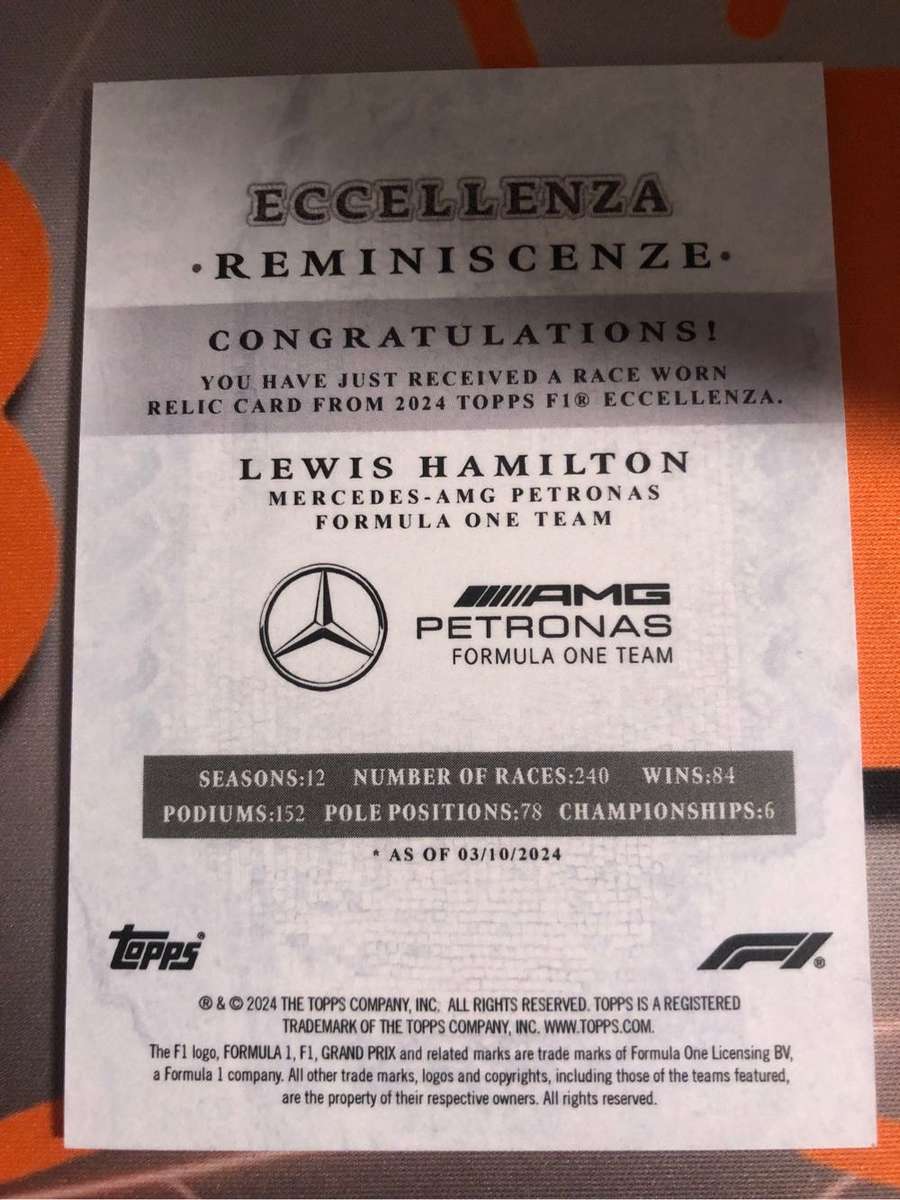 ECCELLENZA
·REMINISCENZE·
CONGRATULATIONS!
YOU HAVE JUST RECEIVED A RACE WORN
RELIC CARD FROM 2024 TOPPS F1® ECCELLENZA.
LEWIS HAMILTON
MERCEDES-AMG PETRONAS
FORMULA ONE TEAM
AMG
PETRONAS
FORMULA ONE TEAM
SEASONS:12 NUMBER OF RACES:240 WINS:84
PODIUMS:152 POLE POSITIONS:78 CHAMPIONSHIPS:6
* AS OF 03/10/2024
TOPPS® F1®
® & © 2024 THE TOPPS COMPANY, INC. ALL RIGHTS RESERVED. TOPPS IS A REGISTERED
TRADEMARK OF THE TOPPS COMPANY, INC. WWW.TOPPS.COM.
The F1 logo, FORMULA 1, F1, GRAND PRIX and related marks are trade marks of Formula One Licensing BV,
a Formula 1 company. All other trade marks, logos and copyrights, including those of the teams featured,
are the property of their respective owners. All rights reserved.